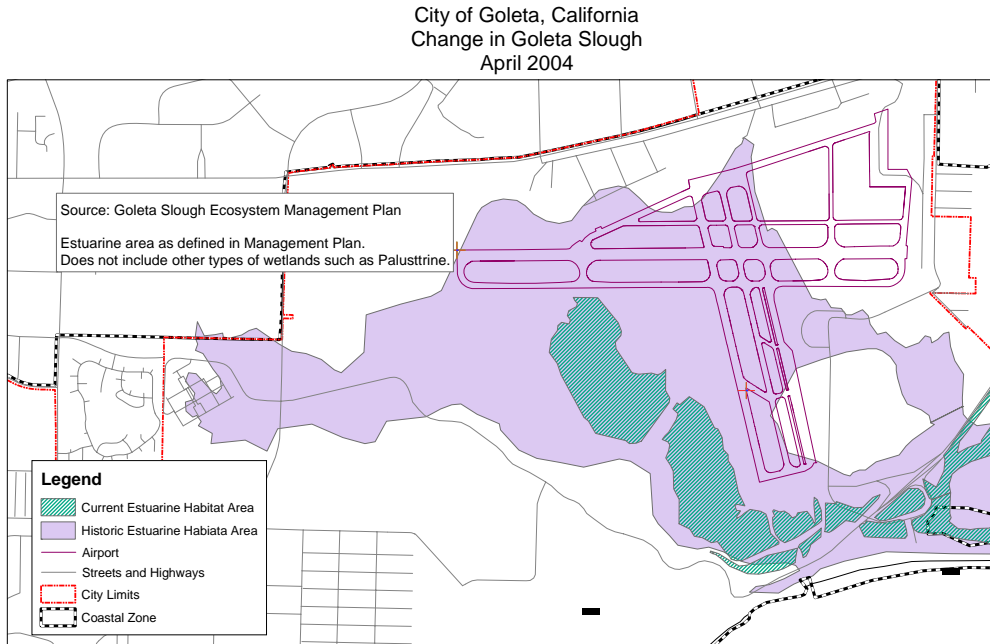 City of Goleta, California
Change in Goleta Slough
April 2004
Source: Goleta Slough Ecosystem Management Plan
Estuarine area as defined in Management Plan.
Does not include other types of wetlands such as Palusttrine.
Legend
Current Estuarine Habitat Area
Historic Estuarine Habiata Area
Airport
Streets and Highways
City Limits
Coastal Zone